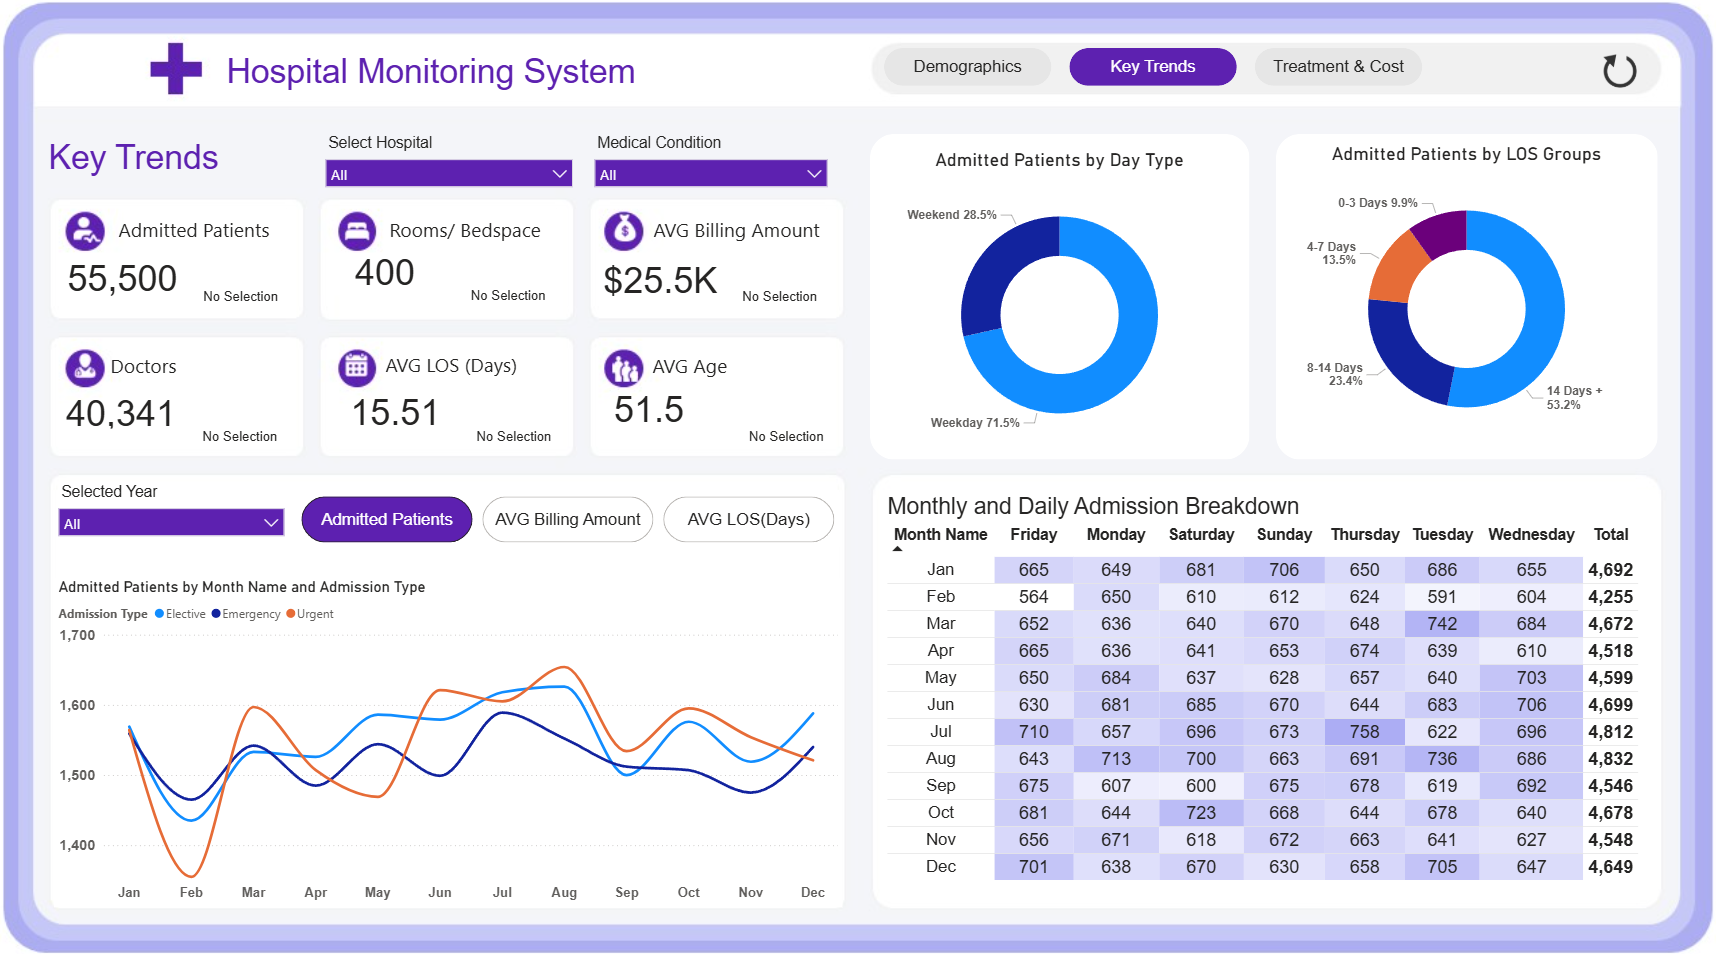 Hospital Monitoring System
Demographics
Key Trends
Treatment & Cost
Key Trends
Select Hospital
All
Medical Condition
All
Admitted Patients
55,500
No Selection
Rooms/ Bedspace
400
No Selection
AVG Billing Amount
$25.5K
No Selection
Doctors
40,341
No Selection
AVG LOS (Days)
15.51
No Selection
AVG Age
51.5
No Selection
Admitted Patients by Day Type
Weekend 28.5%
Weekday 71.5%
Admitted Patients by LOS Groups
0-3 Days 9.9%
4-7 Days
13.5%
8-14 Days
23.4%
14 Days +
53.2%
Selected Year
All
Admitted Patients
AVG Billing Amount
AVG LOS(Days)
Admitted Patients by Month Name and Admission Type
Admission Type Elective Emergency Urgent
1,700
1,600
1,500
1,400
Jan Feb Mar Apr May Jun Jul Aug Sep Oct Nov Dec
Monthly and Daily Admission Breakdown
Month Name Friday Monday Saturday Sunday Thursday Tuesday Wednesday Total
Jan 665 649 681 706 650 686 655 4,692
Feb 564 650 610 612 624 591 604 4,255
Mar 652 636 640 670 648 742 684 4,672
Apr 665 636 641 653 674 639 610 4,518
May 650 684 637 628 657 640 703 4,599
Jun 630 681 685 670 644 683 706 4,699
Jul 710 657 696 673 758 622 696 4,812
Aug 643 713 700 663 691 736 686 4,832
Sep 675 607 600 675 678 619 692 4,546
Oct 681 644 723 668 644 678 640 4,678
Nov 656 671 618 672 663 641 627 4,548
Dec 701 638 670 630 658 705 647 4,649